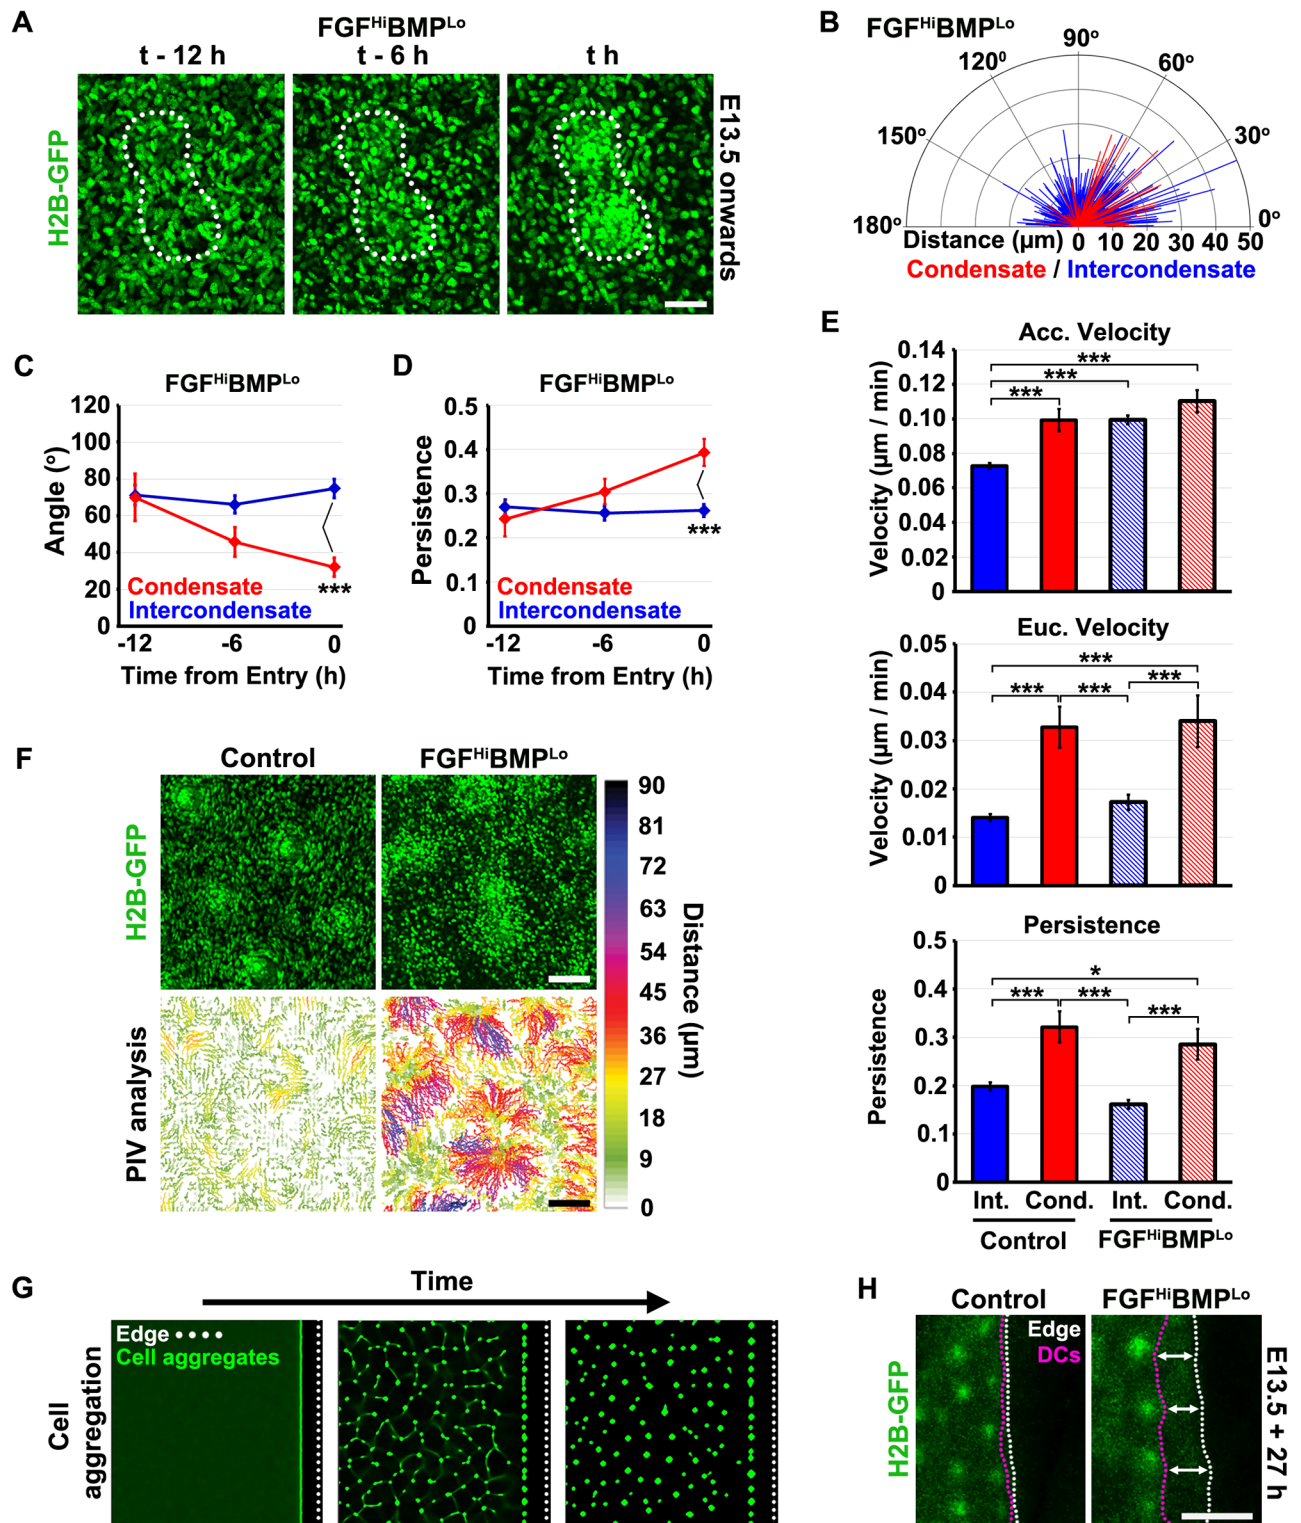 A
FGFHiBMPLo
t - 12 h
t - 6 h
t h
H2B-GFP
E13.5 onwards
B
FGFHiBMPLo
90o
120o
60o
150o
30o
180o
0o
Distance (µm) 0 10 20 30 40 50
Condensate / Intercondensate
C
FGFHiBMPLo
Angle (o)
120
100
80
60
40
20
0
Condensate
Intercondensate
***
-12 -6 0
Time from Entry (h)
D
FGFHiBMPLo
Persistence
0.5
0.4
0.3
0.2
0.1
0
***
Condensate
Intercondensate
-12 -6 0
Time from Entry (h)
E
Acc. Velocity
Velocity (µm / min)
0.14
0.12
0.10
0.08
0.06
0.04
0.02
0
***
***
***
Euc. Velocity
Velocity (µm / min)
0.05
0.04
0.03
0.02
0.01
0
***
*** *** ***
Persistence
Persistence
0.5
0.4
0.3
0.2
0.1
0
*
*** *** ***
Int. Cond. Int. Cond.
Control FGFHiBMPLo
F
Control FGFHiBMPLo
H2B-GFP
PIV analysis
90
81
72
63
54
45
36
27
18
9
0
Distance (µm)
G
Time
Edge
Cell aggregates
Cell
aggregation
H
Control FGFHiBMPLo
Edge
DCs
H2B-GFP
E13.5 + 27 h